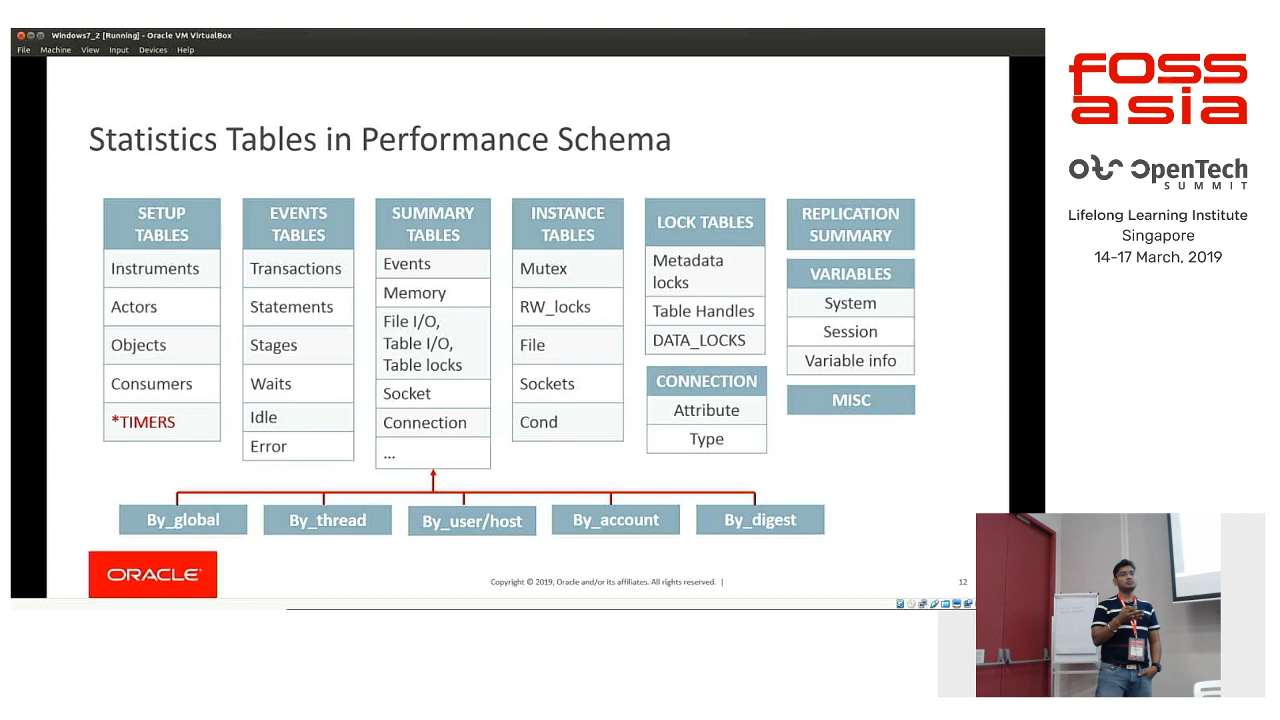 Windows7_2 [Running] - Oracle VM VirtualBox
File Machine View Input Devices Help
Statistics Tables in Performance Schema
SETUP
TABLES
Instruments
Actors
Objects
Consumers
*TIMERS
EVENTS
TABLES
Transactions
Statements
Stages
Waits
Idle
Error
SUMMARY
TABLES
Events
Memory
File I/O,
Table I/O,
Table locks
Socket
Connection
...
INSTANCE
TABLES
Mutex
RW_locks
File
Sockets
Cond
LOCK TABLES
Metadata
locks
Table Handles
DATA_LOCKS
CONNECTION
Attribute
Type
REPLICATION
SUMMARY
VARIABLES
System
Session
Variable info
MISC
By_global
By_thread
By_user/host
By_account
By_digest
ORACLE
Copyright © 2019, Oracle and/or its affiliates. All rights reserved. |
12
FOSS
asia
OpenTech
SUMMIT
Lifelong Learning Institute
Singapore
14-17 March, 2019